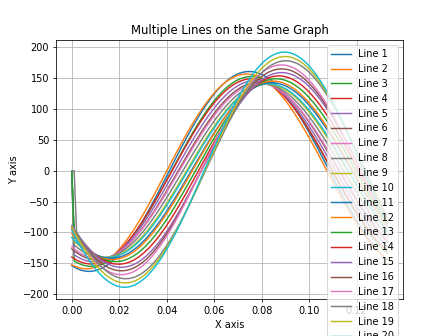 Multiple Lines on the Same Graph
200
150
100
50
0
−50
−100
−150
−200
Y axis
0.00
0.02
0.04
0.06
0.08
0.10
X axis
Line 1
Line 2
Line 3
Line 4
Line 5
Line 6
Line 7
Line 8
Line 9
Line 10
Line 11
Line 12
Line 13
Line 14
Line 15
Line 16
Line 17
Line 18
Line 19
Line 20